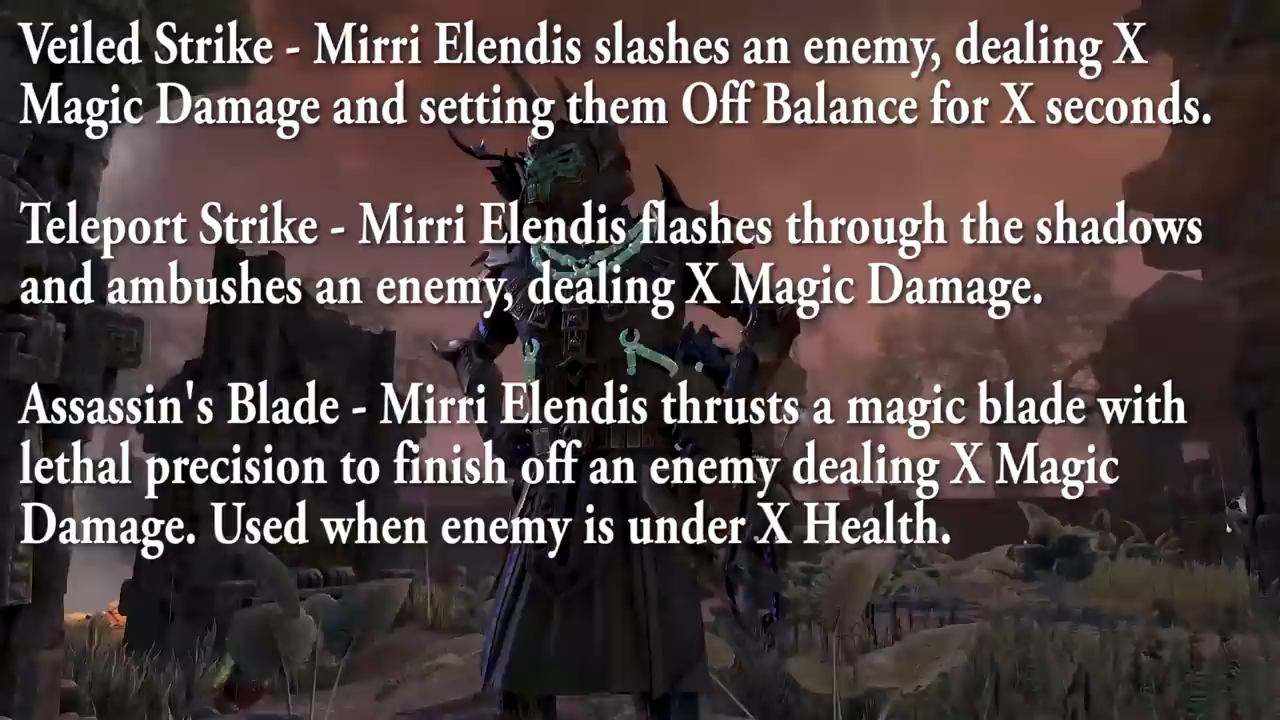 Veiled Strike - Mirri Elendis slashes an enemy, dealing X
Magic Damage and setting them Off Balance for X seconds.
Teleport Strike - Mirri Elendis flashes through the shadows
and ambushes an enemy, dealing X Magic Damage.
Assassin's Blade - Mirri Elendis thrusts a magic blade with
lethal precision to finish off an enemy dealing X Magic
Damage. Used when enemy is under X Health.